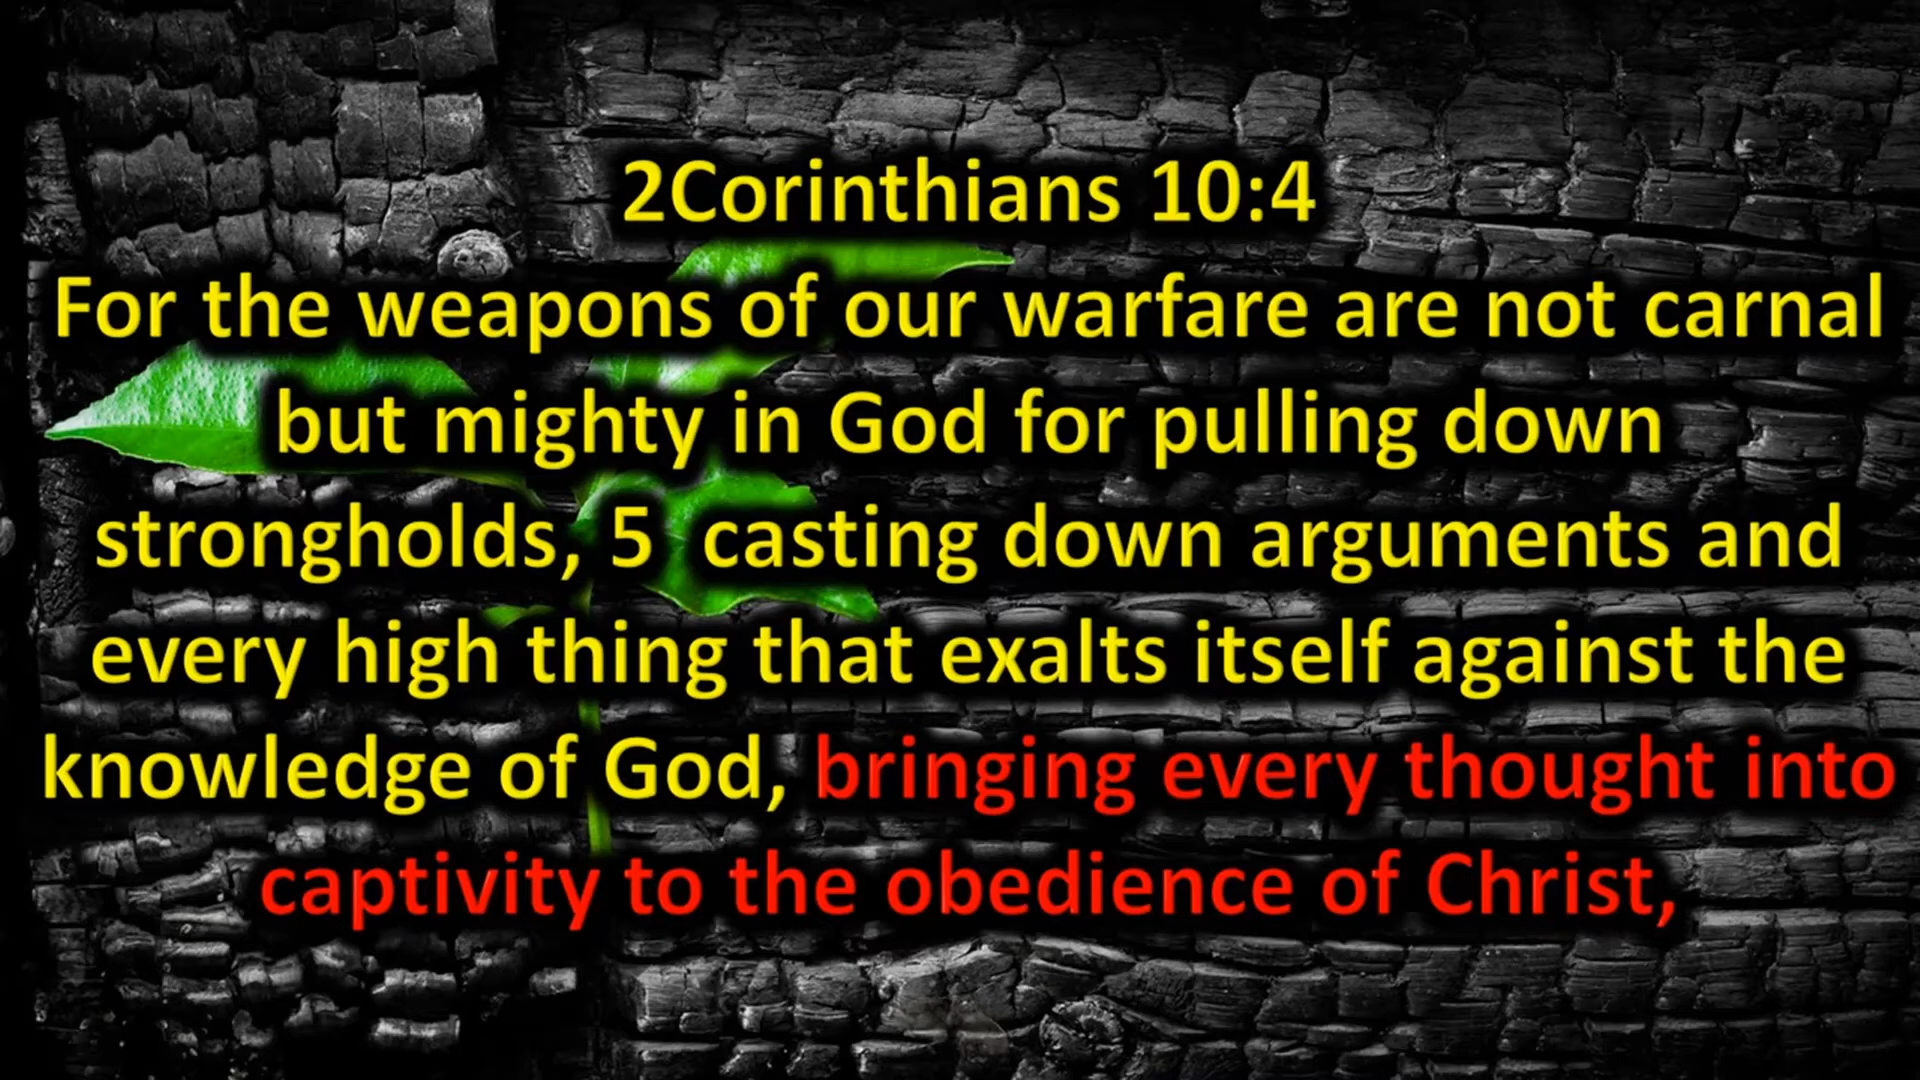 2Corinthians 10:4
For the weapons of our warfare are not carnal
but mighty in God for pulling down
strongholds, 5  casting down arguments and
every high thing that exalts itself against the
knowledge of God, bringing every thought into
captivity to the obedience of Christ,